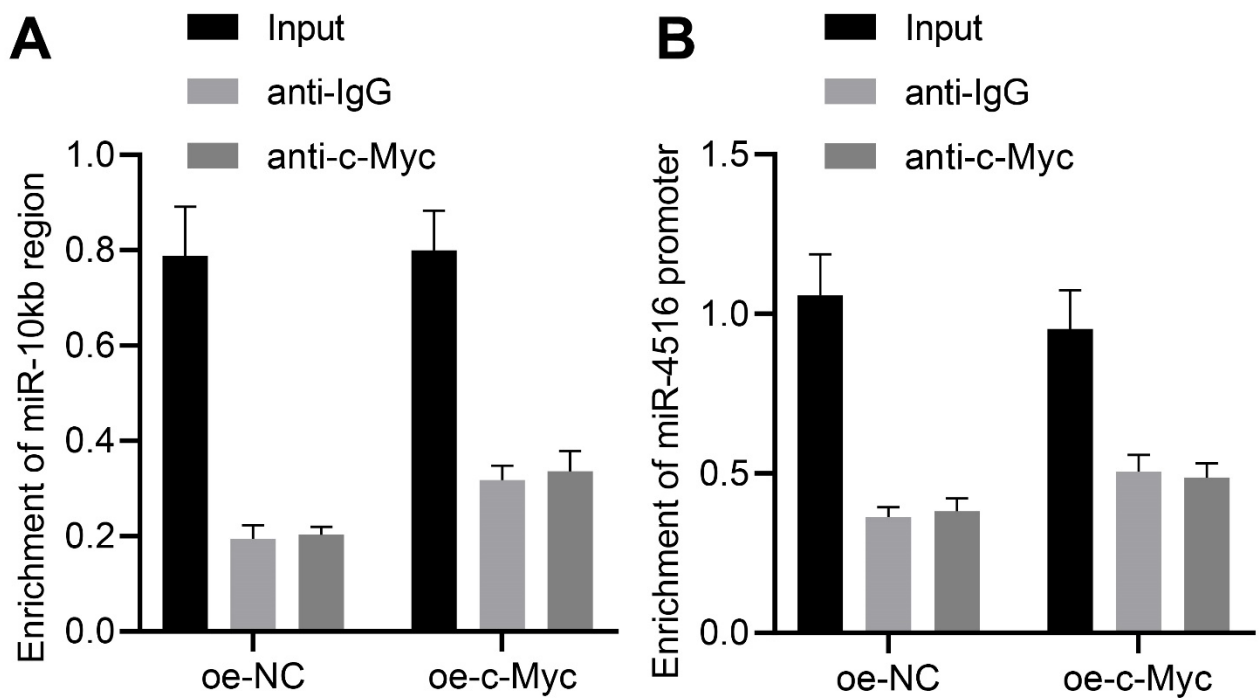 A
Input
anti-IgG
anti-c-Myc
Enrichment of miR-10kb region
1.0
0.8
0.6
0.4
0.2
0.0
oe-NC
oe-c-Myc
B
Input
anti-IgG
anti-c-Myc
Enrichment of miR-4516 promoter
1.5
1.0
0.5
0.0
oe-NC
oe-c-Myc